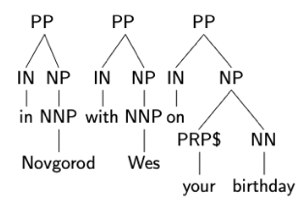 PP PP PP
IN NP IN NP IN NP
in NNP with NNP on
PRP$ NN
Novgorod Wes
your birthday